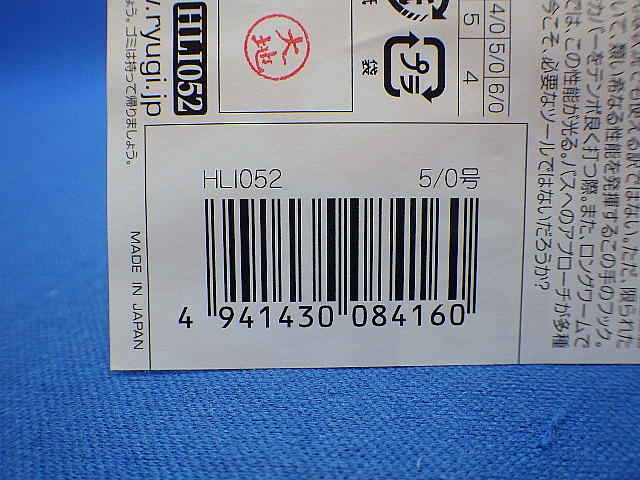 HLI052 5/0号
4 941430 084160
MADE IN JAPAN
.ryugi.jp
HLI052
ゴミは持って帰りましょう。
大地
プラ
袋
4/0 5/0 6/0
5 4
限られた
いて、類い稀なる性能を発揮するこの手のフック。
カバーをテンポ良く打つ際。また、ロングワームで
では、この性能が光る。バスへのアプローチが多種
今こそ、必要なツールではないだろうか?